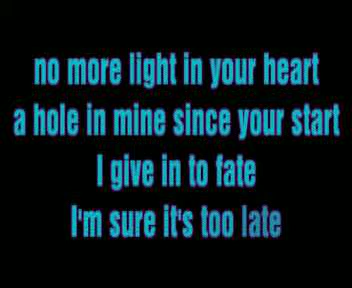 no more light in your heart
a hole in mine since your start
I give in to fate
I'm sure it's too late